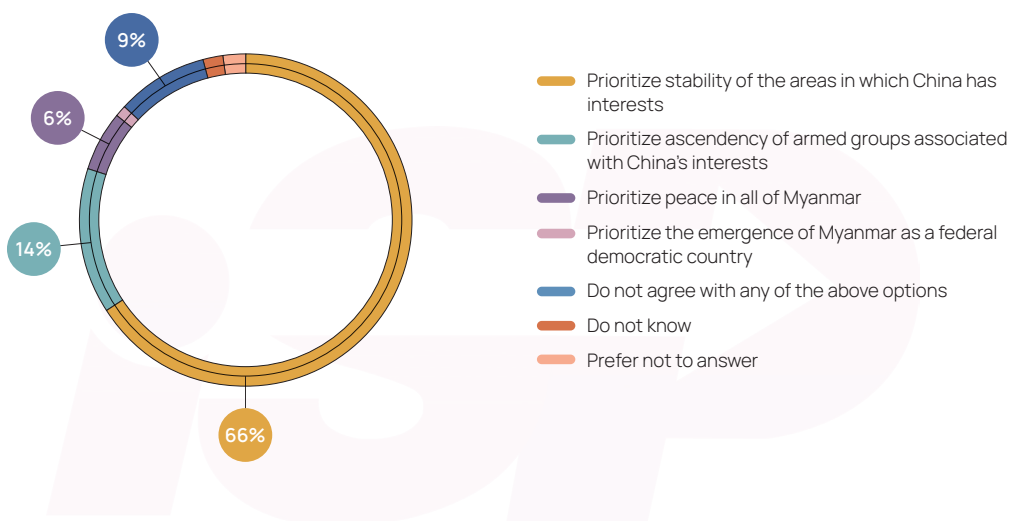 9%
6%
14%
66%
Prioritize stability of the areas in which China has
interests
Prioritize ascendency of armed groups associated
with China's interests
Prioritize peace in all of Myanmar
Prioritize the emergence of Myanmar as a federal
democratic country
Do not agree with any of the above options
Do not know
Prefer not to answer
iSP